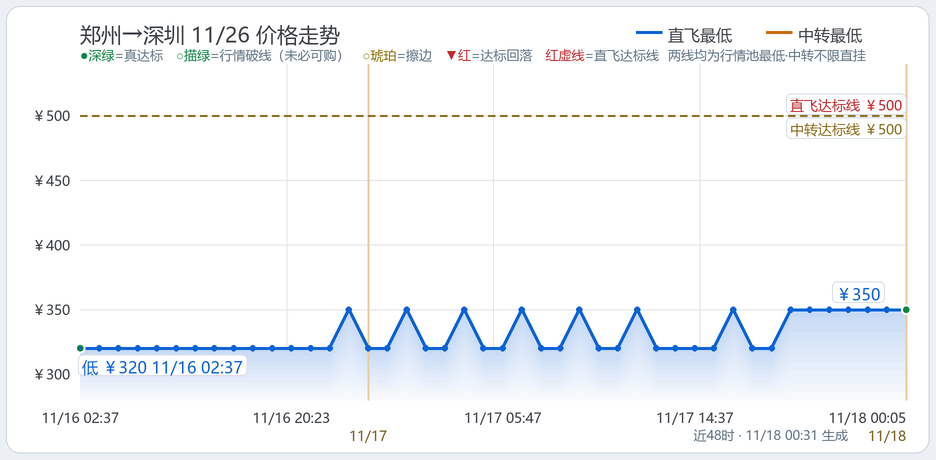 郑州→深圳 11/26 价格走势
直飞最低 中转最低
●深绿=真达标 ○描绿=行情破线（未必可购） ○琥珀=擦边 ▼红=达标回落 红虚线=直飞达标线 两线均为行情池最低·中转不限直挂
¥500
直飞达标线 ¥500
中转达标线 ¥500
¥450
¥400
¥350
¥350
¥300
低 ¥320 11/16 02:37
11/16 02:37 11/16 20:23 11/17 05:47 11/17 14:37 11/18 00:05
11/17 近48时 · 11/18 00:31 生成 11/18